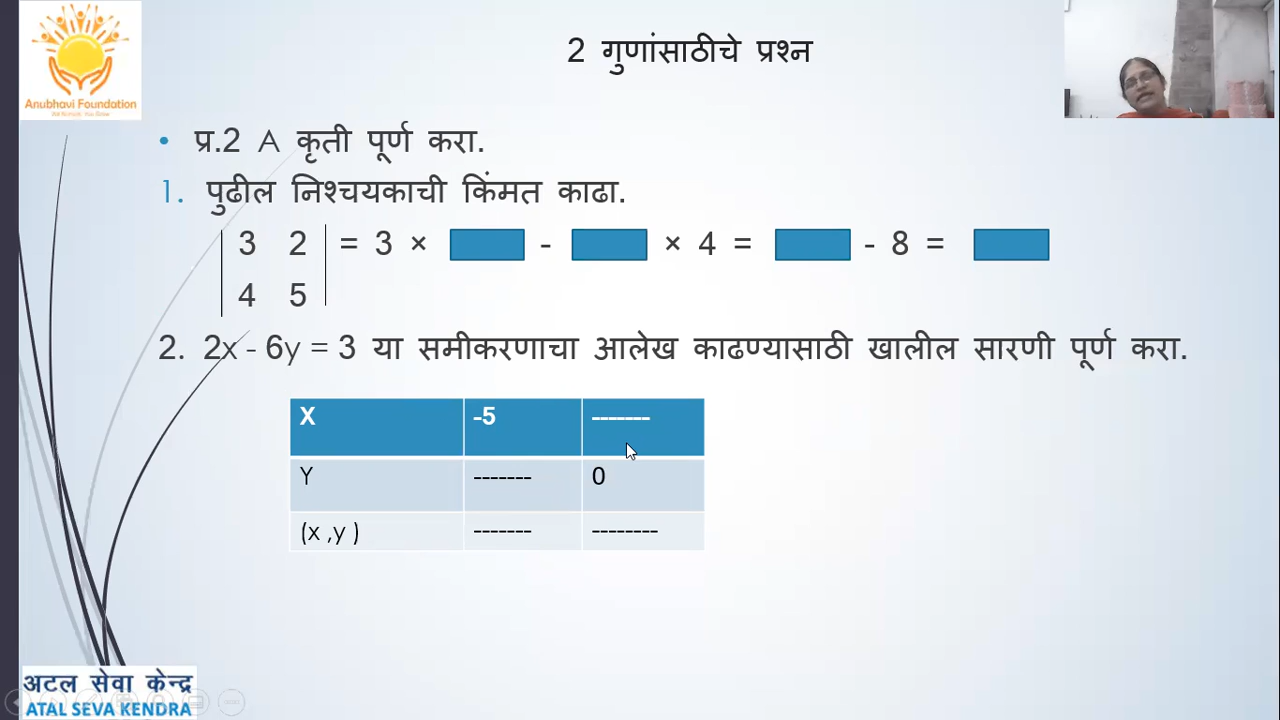 Anubhavi Foundation
2 गुणांसाठीचे प्रश्न
• प्र.2 A कृती पूर्ण करा.
1. पुढील निश्चयकाची किंमत काढा.
3 2 = 3 × - × 4 = - 8 =
4 5
2. 2x - 6y = 3 या समीकरणाचा आलेख काढण्यासाठी खालील सारणी पूर्ण करा.
X -5 -------
Y ------- 0
(x ,y ) ------- --------
अटल सेवा केन्द्र
ATAL SEVA KENDRA